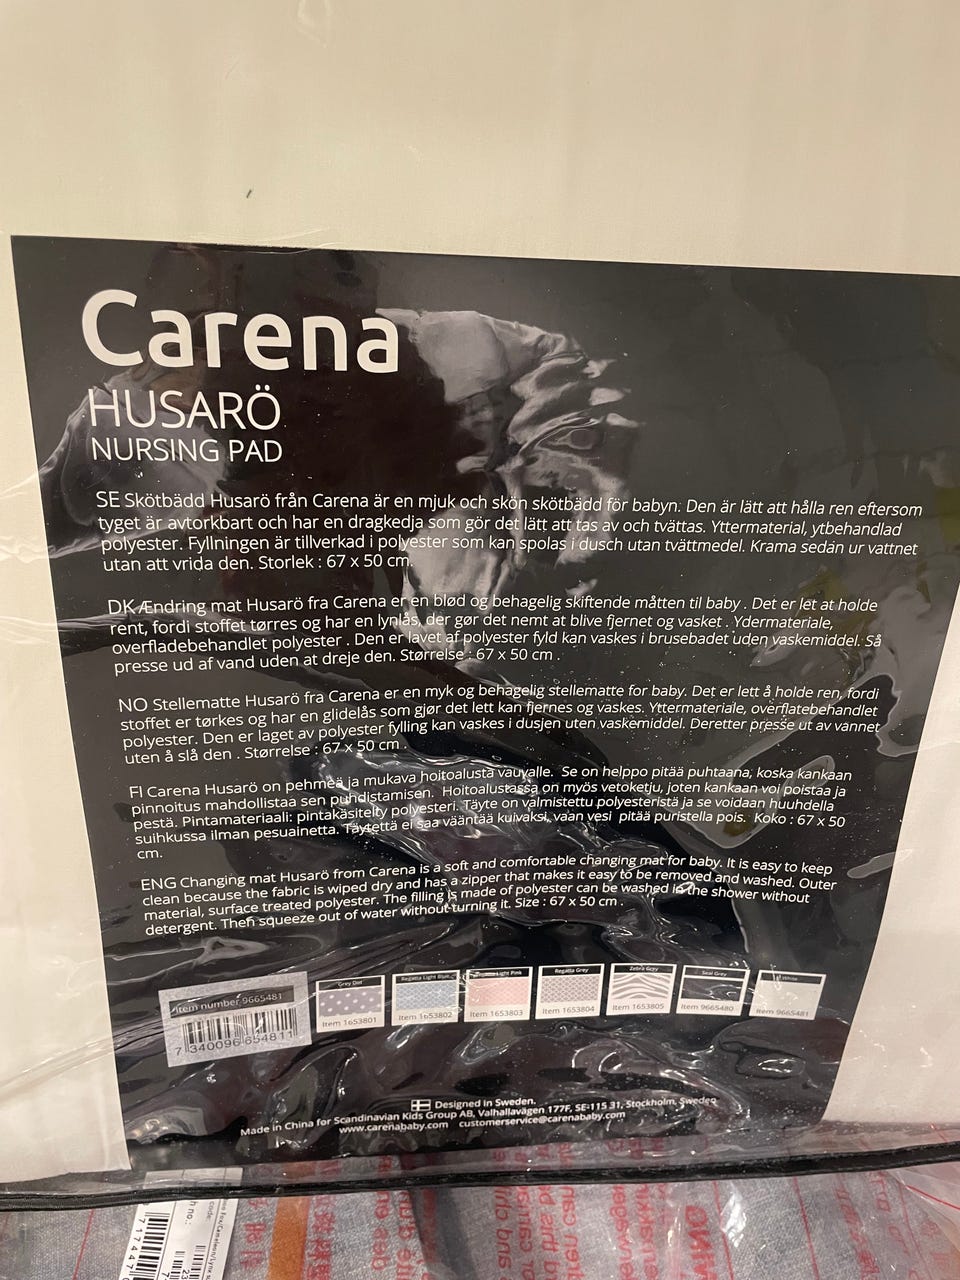 Carena
HUSARÖ
NURSING PAD
SE Skötbädd Husarö från Carena är en mjuk och skön skötbädd för babyn. Den är lätt att hålla ren eftersom
tyget är avtorkbart och har en dragkedja som gör det lätt att tas av och tvättas. Yttermaterial, ytbehandlad
polyester. Fyllningen är tillverkad i polyester som kan spolas i dusch utan tvättmedel. Krama sedan ur vattnet
utan att vrida den. Storlek : 67 x 50 cm.
DK Ændring mat Husarö fra Carena er en blød og behagelig skiftende måtten til baby . Det er let at holde
rent, fordi stoffet tørres og har en lynlås, der gør det nemt at blive fjernet og vasket . Ydermateriale,
overfladebehandlet polyester . Den er lavet af polyester fyld kan vaskes i brusebadet uden vaskemiddel. Så
presse ud af vand uden at dreje den. Størrelse : 67 x 50 cm .
NO Stellematte Husarö fra Carena er en myk og behagelig stellematte for baby. Det er lett å holde ren, fordi
stoffet er tørkes og har en glidelås som gjør det lett kan fjernes og vaskes. Yttermateriale, overflatebehandlet
polyester. Den er laget av polyester fylling kan vaskes i dusjen uten vaskemiddel. Deretter presse ut av vannet
uten å slå den . Størrelse : 67 x 50 cm .
FI Carena Husarö on pehmeä ja mukava hoitoalusta vauvalle. Se on helppo pitää puhtaana, koska kankaan
pinnoitus mahdollistaa sen puhdistamisen. Hoitoalustassa on myös vetoketju, joten kankaan voi poistaa ja
pestä. Pintamateriaali: pintakäsitelty polyesteri. Täyte on valmistettu polyesteristä ja se voidaan huuhdella
suihkussa ilman pesuainetta. Täytettä ei saa vääntää kuivaksi, vaan vesi pitää puristella pois. Koko : 67 x 50
cm.
ENG Changing mat Husarö from Carena is a soft and comfortable changing mat for baby. It is easy to keep
clean because the fabric is wiped dry and has a zipper that makes it easy to be removed and washed. Outer
material, surface treated polyester. The filling is made of polyester can be washed in the shower without
detergent. Then squeeze out of water without turning it. Size : 67 x 50 cm .
Item number 9665481
7 340096 654811
Grey Dot
Item 1653801
Regatta Light Blue
Item 1653802
Light Pink
Item 1653803
Regatta Grey
Item 1653804
Zebra Grey
Item 1653805
Seal Grey
Item 9665480
White
Item 9665481
Designed in Sweden.
Made in China for Scandinavian Kids Group AB, Valhallavägen 177F, SE-115 31, Stockholm, Sweden
www.carenababy.com customerservice@carenababy.com